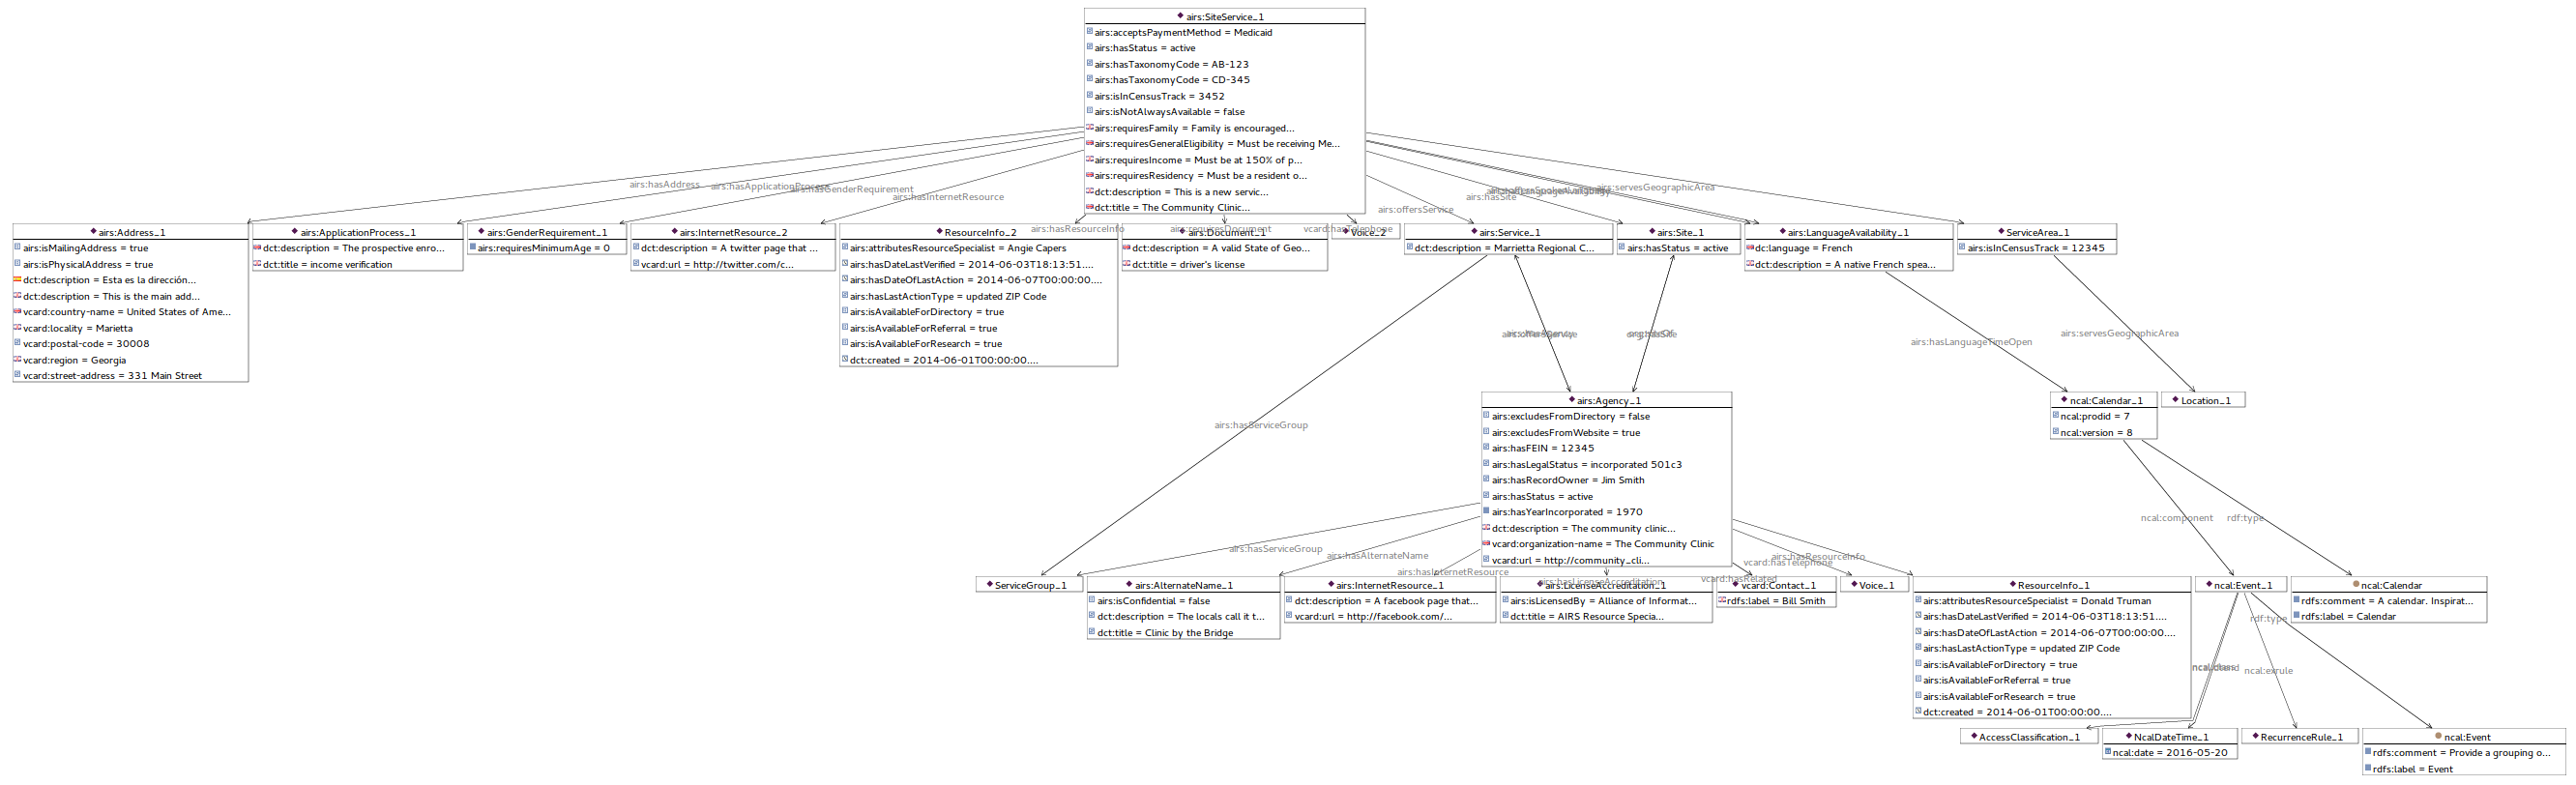 airs:SiteService_1
airs:acceptsPaymentMethod = Medicaid
airs:hasStatus = active
airs:hasTaxonomyCode = AB-123
airs:hasTaxonomyCode = CD-345
airs:isInCensusTrack = 3452
airs:isNotAlwaysAvailable = false
airs:requiresFamily = Family is encouraged...
airs:requiresGeneralEligibility = Must be receiving Me...
airs:requiresIncome = Must be at 150% of p...
airs:requiresResidency = Must be a resident o...
dct:description = This is a new servic...
dct:title = The Community Clinic...
airs:hasAddress
airs:hasApplicationProcess
airs:hasGenderRequirement
airs:hasInternetResource
airs:hasResourceInfo
airs:requiresDocument
vcard:hasTelephone
airs:offersService
airs:hasSite
airs:servesGeographicArea
airs:Address_1
airs:isMailingAddress = true
airs:isPhysicalAddress = true
dct:description = Esta es la dirección...
dct:description = This is the main add...
vcard:country-name = United States of Ame...
vcard:locality = Marietta
vcard:postal-code = 30008
vcard:region = Georgia
vcard:street-address = 331 Main Street
airs:ApplicationProcess_1
dct:description = The prospective enro...
dct:title = income verification
airs:GenderRequirement_1
airs:requiresMinimumAge = 0
airs:InternetResource_2
dct:description = A twitter page that ...
vcard:url = http://twitter.com/c...
ResourceInfo_2
airs:attributesResourceSpecialist = Angie Capers
airs:hasDateLastVerified = 2014-06-03T18:13:51....
airs:hasDateOfLastAction = 2014-06-07T00:00:00....
airs:hasLastActionType = updated ZIP Code
airs:isAvailableForDirectory = true
airs:isAvailableForReferral = true
airs:isAvailableForResearch = true
dct:created = 2014-06-01T00:00:00....
airs:Document_1
dct:description = A valid State of Geo...
dct:title = driver's license
Voice_2
airs:Service_1
dct:description = Marrietta Regional C...
airs:Site_1
airs:hasStatus = active
airs:LanguageAvailability_1
dc:language = French
dct:description = A native French spea...
ServiceArea_1
airs:isInCensusTrack = 12345
airs:hasLanguageTimeOpen
airs:servesGeographicArea
airs:hasServiceGroup
airs:Agency_1
airs:excludesFromDirectory = false
airs:excludesFromWebsite = true
airs:hasFEIN = 12345
airs:hasLegalStatus = incorporated 501c3
airs:hasRecordOwner = Jim Smith
airs:hasStatus = active
airs:hasYearIncorporated = 1970
dct:description = The community clinic...
vcard:organization-name = The Community Clinic
vcard:url = http://community_cli...
ncal:Calendar_1
ncal:prodid = 7
ncal:version = 8
Location_1
ncal:component
rdf:type
airs:hasServiceGroup
airs:hasAlternateName
airs:hasInternetResource
airs:hasLicenseAccreditation
vcard:hasRelated
vcard:hasTelephone
airs:hasResourceInfo
ServiceGroup_1
airs:AlternateName_1
airs:isConfidential = false
dct:description = The locals call it t...
dct:title = Clinic by the Bridge
airs:InternetResource_1
dct:description = A facebook page that...
vcard:url = http://facebook.com/...
airs:LicenseAccreditation_1
airs:isLicensedBy = Alliance of Informat...
dct:title = AIRS Resource Specia...
vcard:Contact_1
rdfs:label = Bill Smith
Voice_1
ResourceInfo_1
airs:attributesResourceSpecialist = Donald Truman
airs:hasDateLastVerified = 2014-06-03T18:13:51....
airs:hasDateOfLastAction = 2014-06-07T00:00:00....
airs:hasLastActionType = updated ZIP Code
airs:isAvailableForDirectory = true
airs:isAvailableForReferral = true
airs:isAvailableForResearch = true
dct:created = 2014-06-01T00:00:00....
ncal:Event_1
ncal:Calendar
rdfs:comment = A calendar. Inspirat...
rdfs:label = Calendar
rdf:type
ncal:exrule
AccessClassification_1
NcalDateTime_1
ncal:date = 2016-05-20
RecurrenceRule_1
ncal:Event
rdfs:comment = Provide a grouping o...
rdfs:label = Event